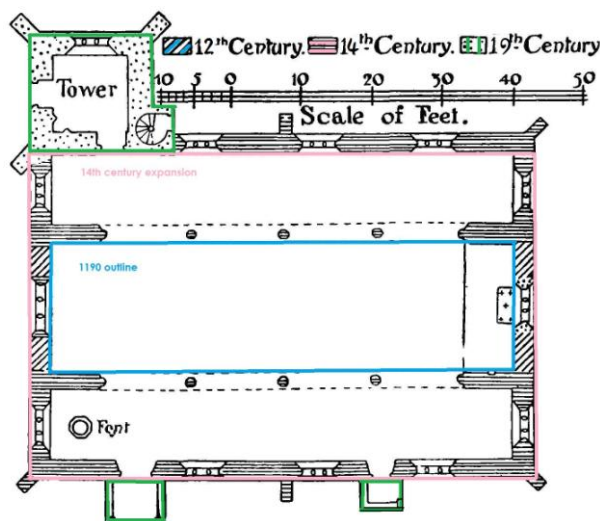 12th Century. 14th Century. 19th Century
Tower
10 5 0 10 20 30 40 50
Scale of Feet.
14th century expansion
1190 outline
Font